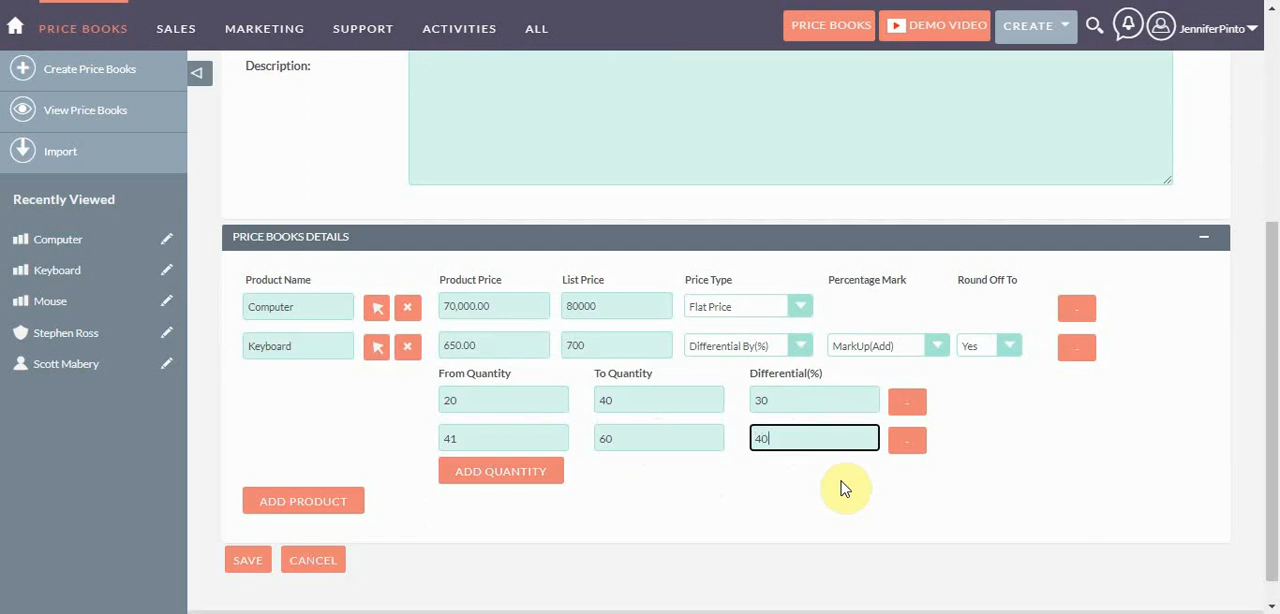 PRICE BOOKS SALES MARKETING SUPPORT ACTIVITIES ALL PRICE BOOKS DEMO VIDEO CREATE JenniferPinto
Create Price Books
View Price Books
Import
Recently Viewed
Computer
Keyboard
Mouse
Stephen Ross
Scott Mabery
Description:
PRICE BOOKS DETAILS
Product Name Product Price List Price Price Type Percentage Mark Round Off To
Computer 70,000.00 80000 Flat Price -
Keyboard 650.00 700 Differential By(%) MarkUp(Add) Yes -
From Quantity To Quantity Differential(%)
20 40 30 -
41 60 40 -
ADD QUANTITY
ADD PRODUCT
SAVE CANCEL